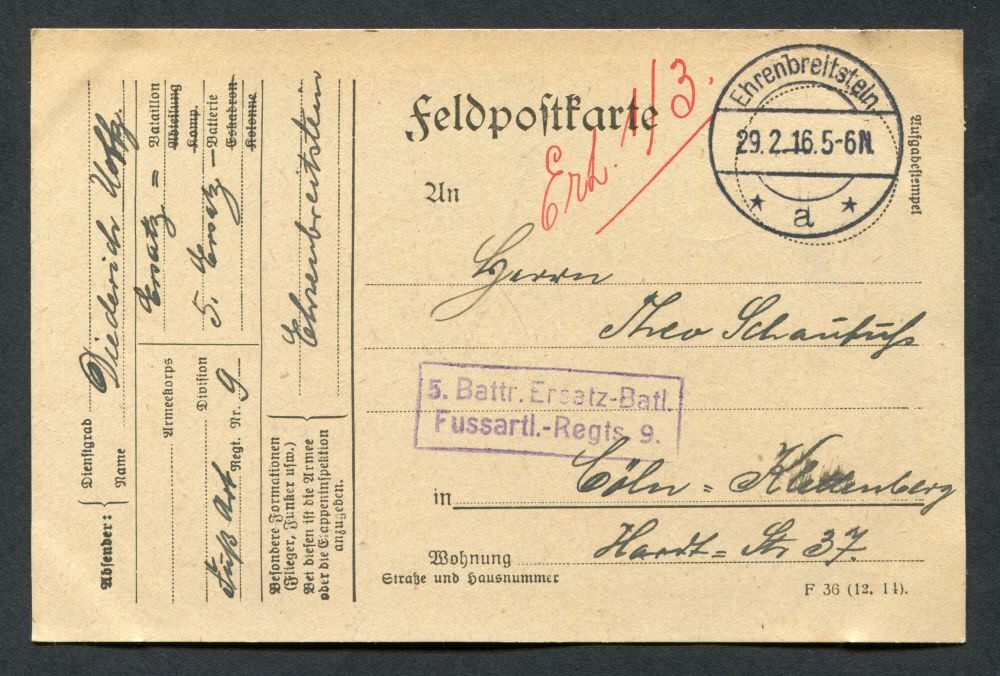 Feldpostkarte
Erh. 1/3.
Ehrenbreitstein
29.2.16.5-6N.
* a *
Aufgabestempel
An
Herrn
Theo Schaufuß
5. Battr. Ersatz-Batl.
Fussartl.-Regts. 9.
in Cöln = Klettenberg
Wohnung Hardt = Str 37.
Straße und Hausnummer
F 36 (12. 14).
Absender:
Dienstgrad
Name Diederich
Ersatz = Bataillon
Abteilung
Komp.
5. Ersatz – Batterie
Eskadron
Kolonne
Armeekorps
Division
Fuß Art Regt. Nr. 9
Ehrenbreitstein
Besondere Formationen
(Flieger, Funker usw.)
Bei diesen ist die Armee
oder die Etappeninspektion
anzugeben.